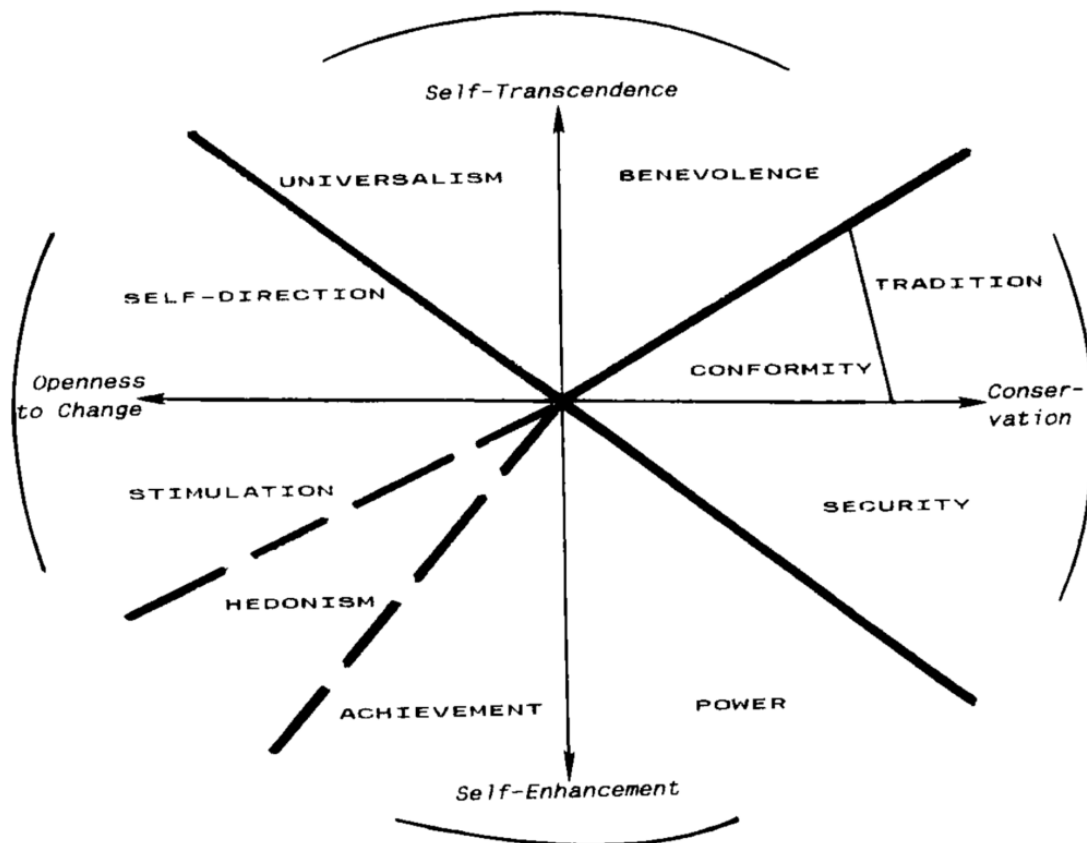 Self-Transcendence
UNIVERSALISM
BENEVOLENCE
SELF-DIRECTION
TRADITION
CONFORMITY
Openness
to Change
Conser-
vation
STIMULATION
SECURITY
HEDONISM
ACHIEVEMENT
POWER
Self-Enhancement